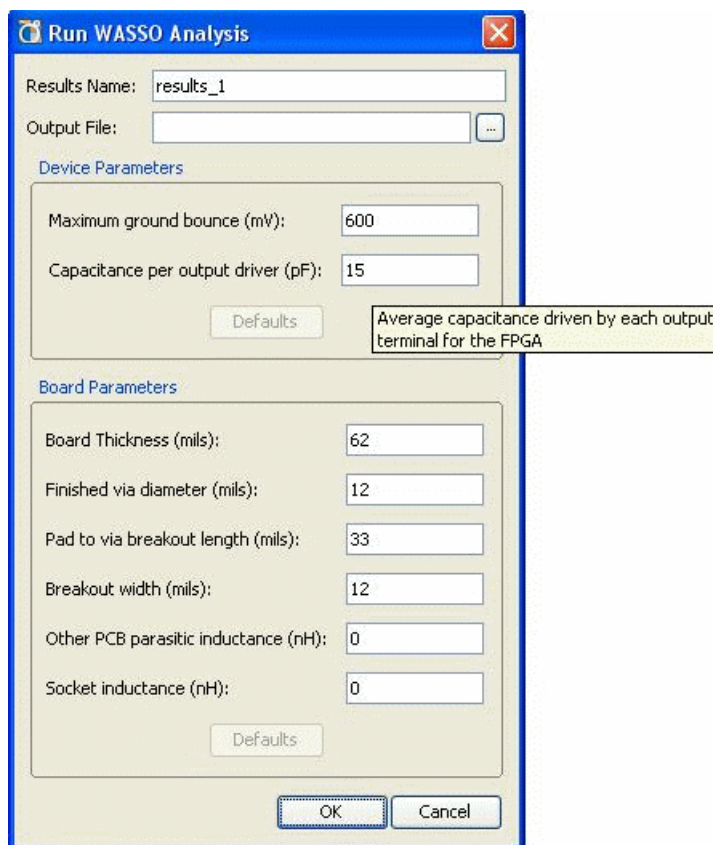 Run WASSO Analysis
Results Name: results_1
Output File:
...
Device Parameters
Maximum ground bounce (mV): 600
Capacitance per output driver (pF): 15
Defaults
Average capacitance driven by each output
terminal for the FPGA
Board Parameters
Board Thickness (mils): 62
Finished via diameter (mils): 12
Pad to via breakout length (mils): 33
Breakout width (mils): 12
Other PCB parasitic inductance (nH): 0
Socket inductance (nH): 0
Defaults
OK Cancel